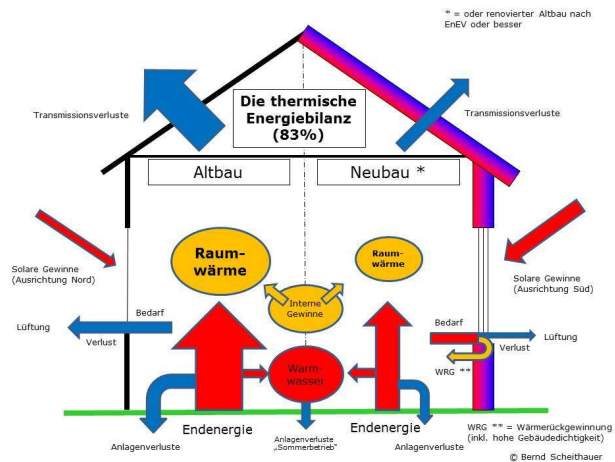 * = oder renovierter Altbau nach
EnEV oder besser
Transmissionsverluste
Die thermische
Energiebilanz
(83%)
Transmissionsverluste
Altbau
Neubau *
Raum-
wärme
Raum-
wärme
Solare Gewinne
(Ausrichtung Nord)
Solare Gewinne
(Ausrichtung Süd)
Interne
Gewinne
Bedarf
Lüftung
Verlust
Bedarf
Lüftung
Verlust
WRG **
Warm-
wasser
Endenergie
Endenergie
Anlagenverluste
Anlagenverluste
„Sommerbetrieb"
Anlagenverluste
WRG ** = Wärmerückgewinnung
(inkl. hohe Gebäudedichtigkeit)
© Bernd Scheithauer